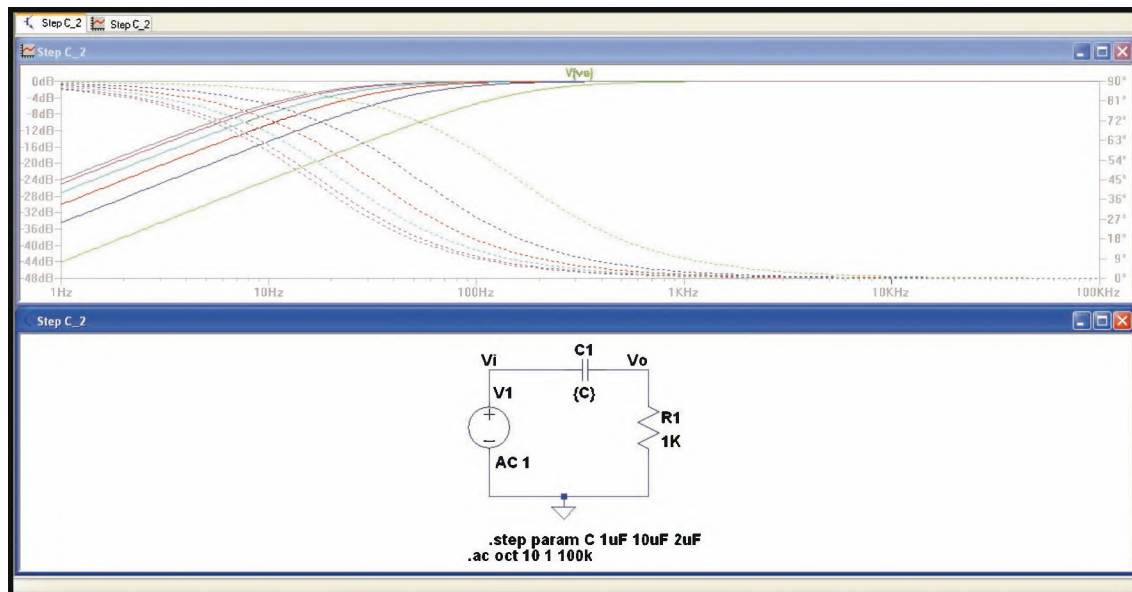 Step C_2 Step C_2
Step C_2
V(vo)
0dB 90°
-4dB 81°
-8dB 72°
-12dB
-16dB 63°
-20dB 54°
-24dB 45°
-28dB
-32dB 36°
-36dB 27°
-40dB 18°
-44dB 9°
-48dB 0°
1Hz 10Hz 100Hz 1KHz 10KHz 100KHz
Step C_2
C1
Vi Vo
V1 {C}
R1
1K
AC 1
.step param C 1uF 10uF 2uF
.ac oct 10 1 100k